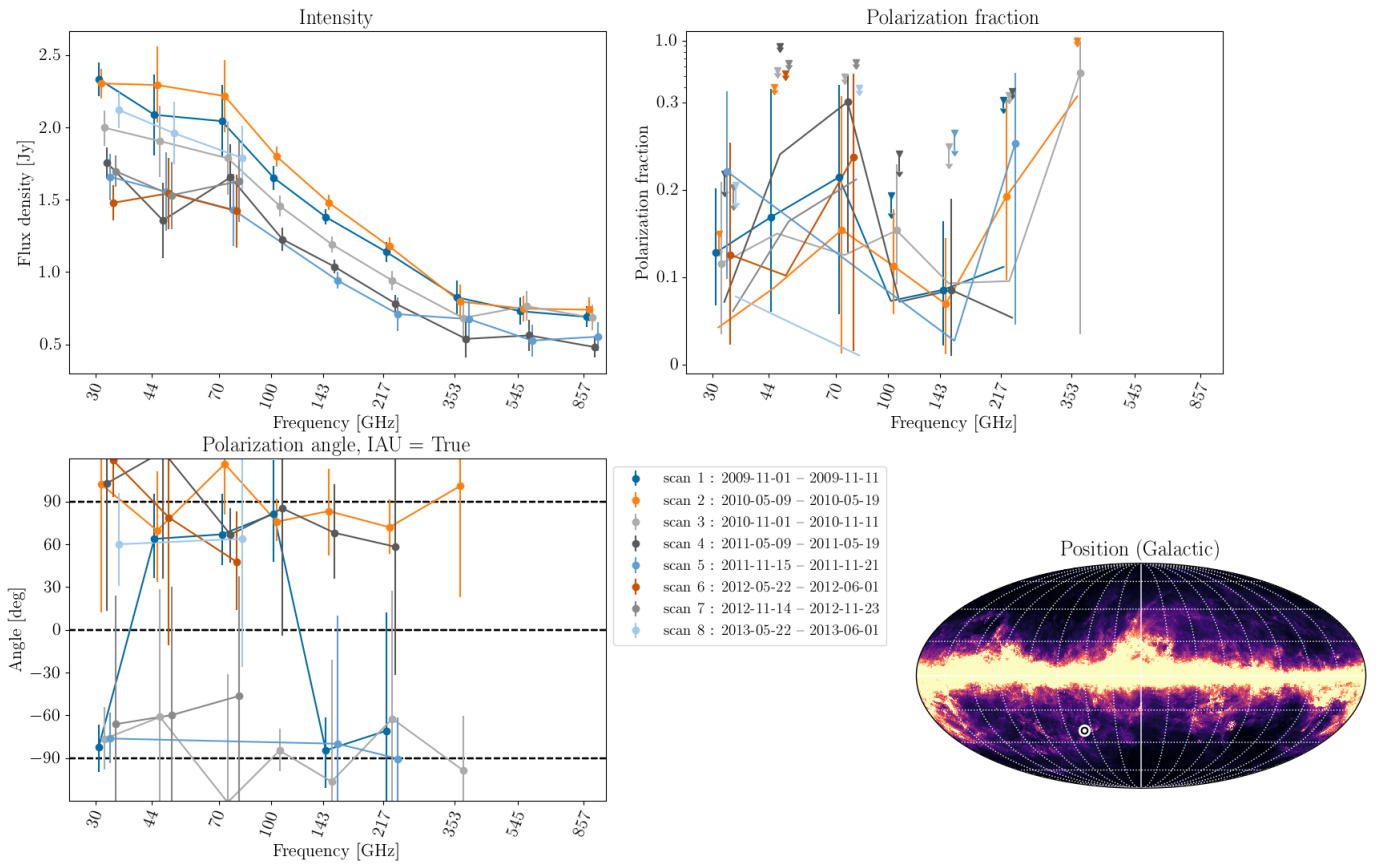 Intensity
Flux density [Jy]
2.5
2.0
1.5
1.0
0.5
30 44 70 100 143 217 353 545 857
Frequency [GHz]
Polarization fraction
Polarization fraction
1.0
0.3
0.2
0.1
0
30 44 70 100 143 217 353 545 857
Frequency [GHz]
Polarization angle, IAU = True
Angle [deg]
90
60
30
0
−30
−60
−90
30 44 70 100 143 217 353 545 857
Frequency [GHz]
scan 1 : 2009-11-01 – 2009-11-11
scan 2 : 2010-05-09 – 2010-05-19
scan 3 : 2010-11-01 – 2010-11-11
scan 4 : 2011-05-09 – 2011-05-19
scan 5 : 2011-11-15 – 2011-11-21
scan 6 : 2012-05-22 – 2012-06-01
scan 7 : 2012-11-14 – 2012-11-23
scan 8 : 2013-05-22 – 2013-06-01
Position (Galactic)